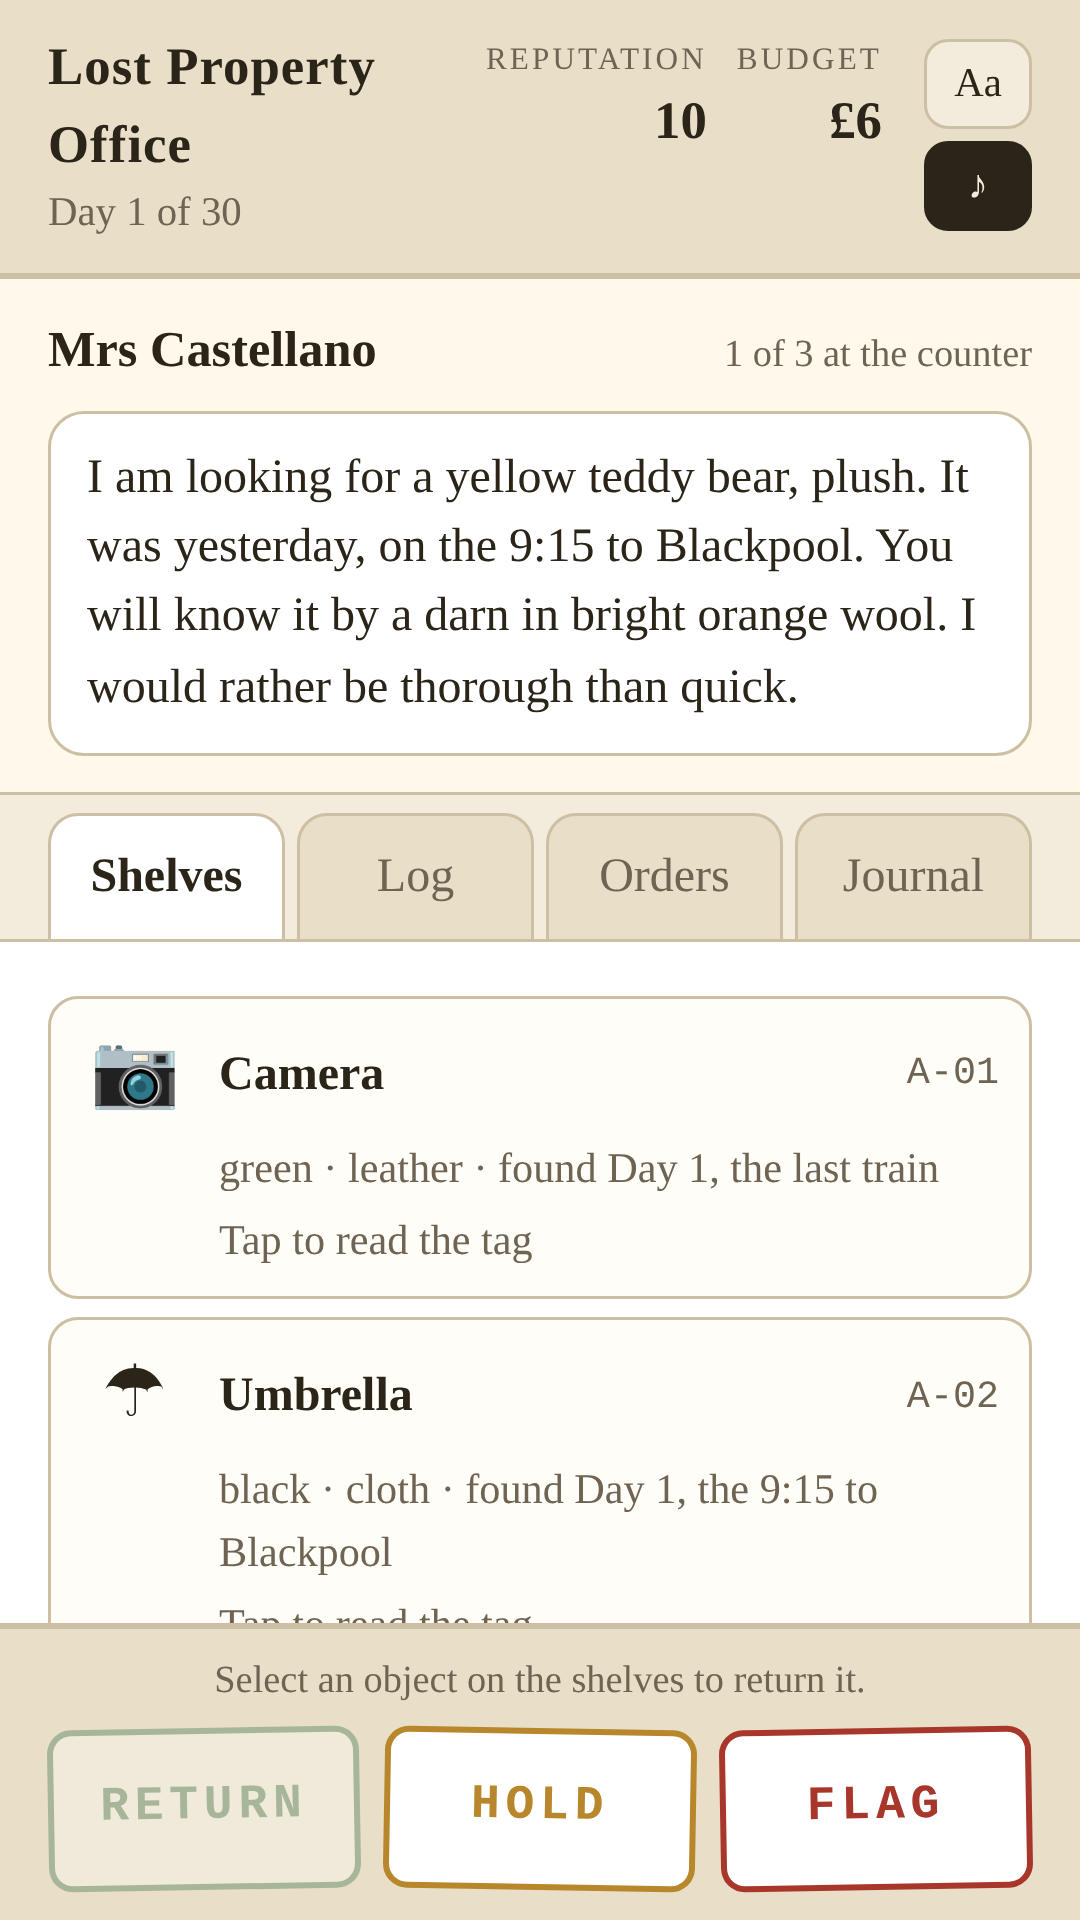 Lost Property
Office
Day 1 of 30
REPUTATION
10
BUDGET
£6
Aa
♪
Mrs Castellano
1 of 3 at the counter
I am looking for a yellow teddy bear, plush. It
was yesterday, on the 9:15 to Blackpool. You
will know it by a darn in bright orange wool. I
would rather be thorough than quick.
Shelves
Log
Orders
Journal
Camera
A-01
green · leather · found Day 1, the last train
Tap to read the tag
Umbrella
A-02
black · cloth · found Day 1, the 9:15 to
Blackpool
Tap to read the tag
Select an object on the shelves to return it.
RETURN
HOLD
FLAG